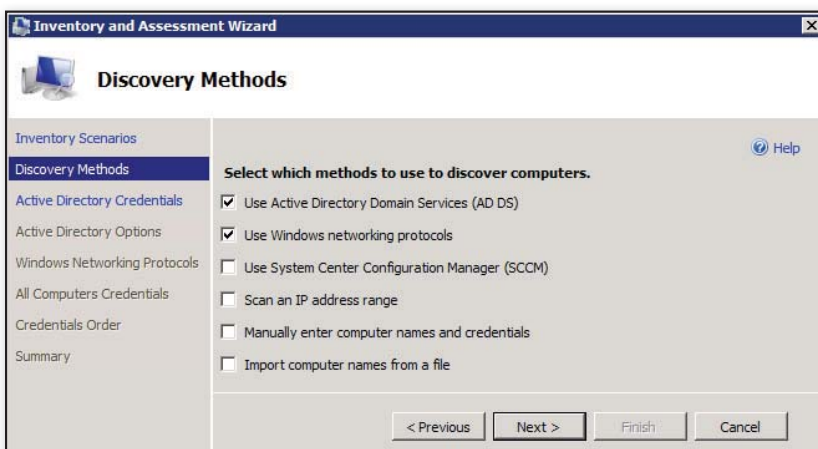 Inventory and Assessment Wizard
Discovery Methods
Inventory Scenarios
Discovery Methods
Active Directory Credentials
Active Directory Options
Windows Networking Protocols
All Computers Credentials
Credentials Order
Summary
Help
Select which methods to use to discover computers.
Use Active Directory Domain Services (AD DS)
Use Windows networking protocols
Use System Center Configuration Manager (SCCM)
Scan an IP address range
Manually enter computer names and credentials
Import computer names from a file
< Previous
Next >
Finish
Cancel